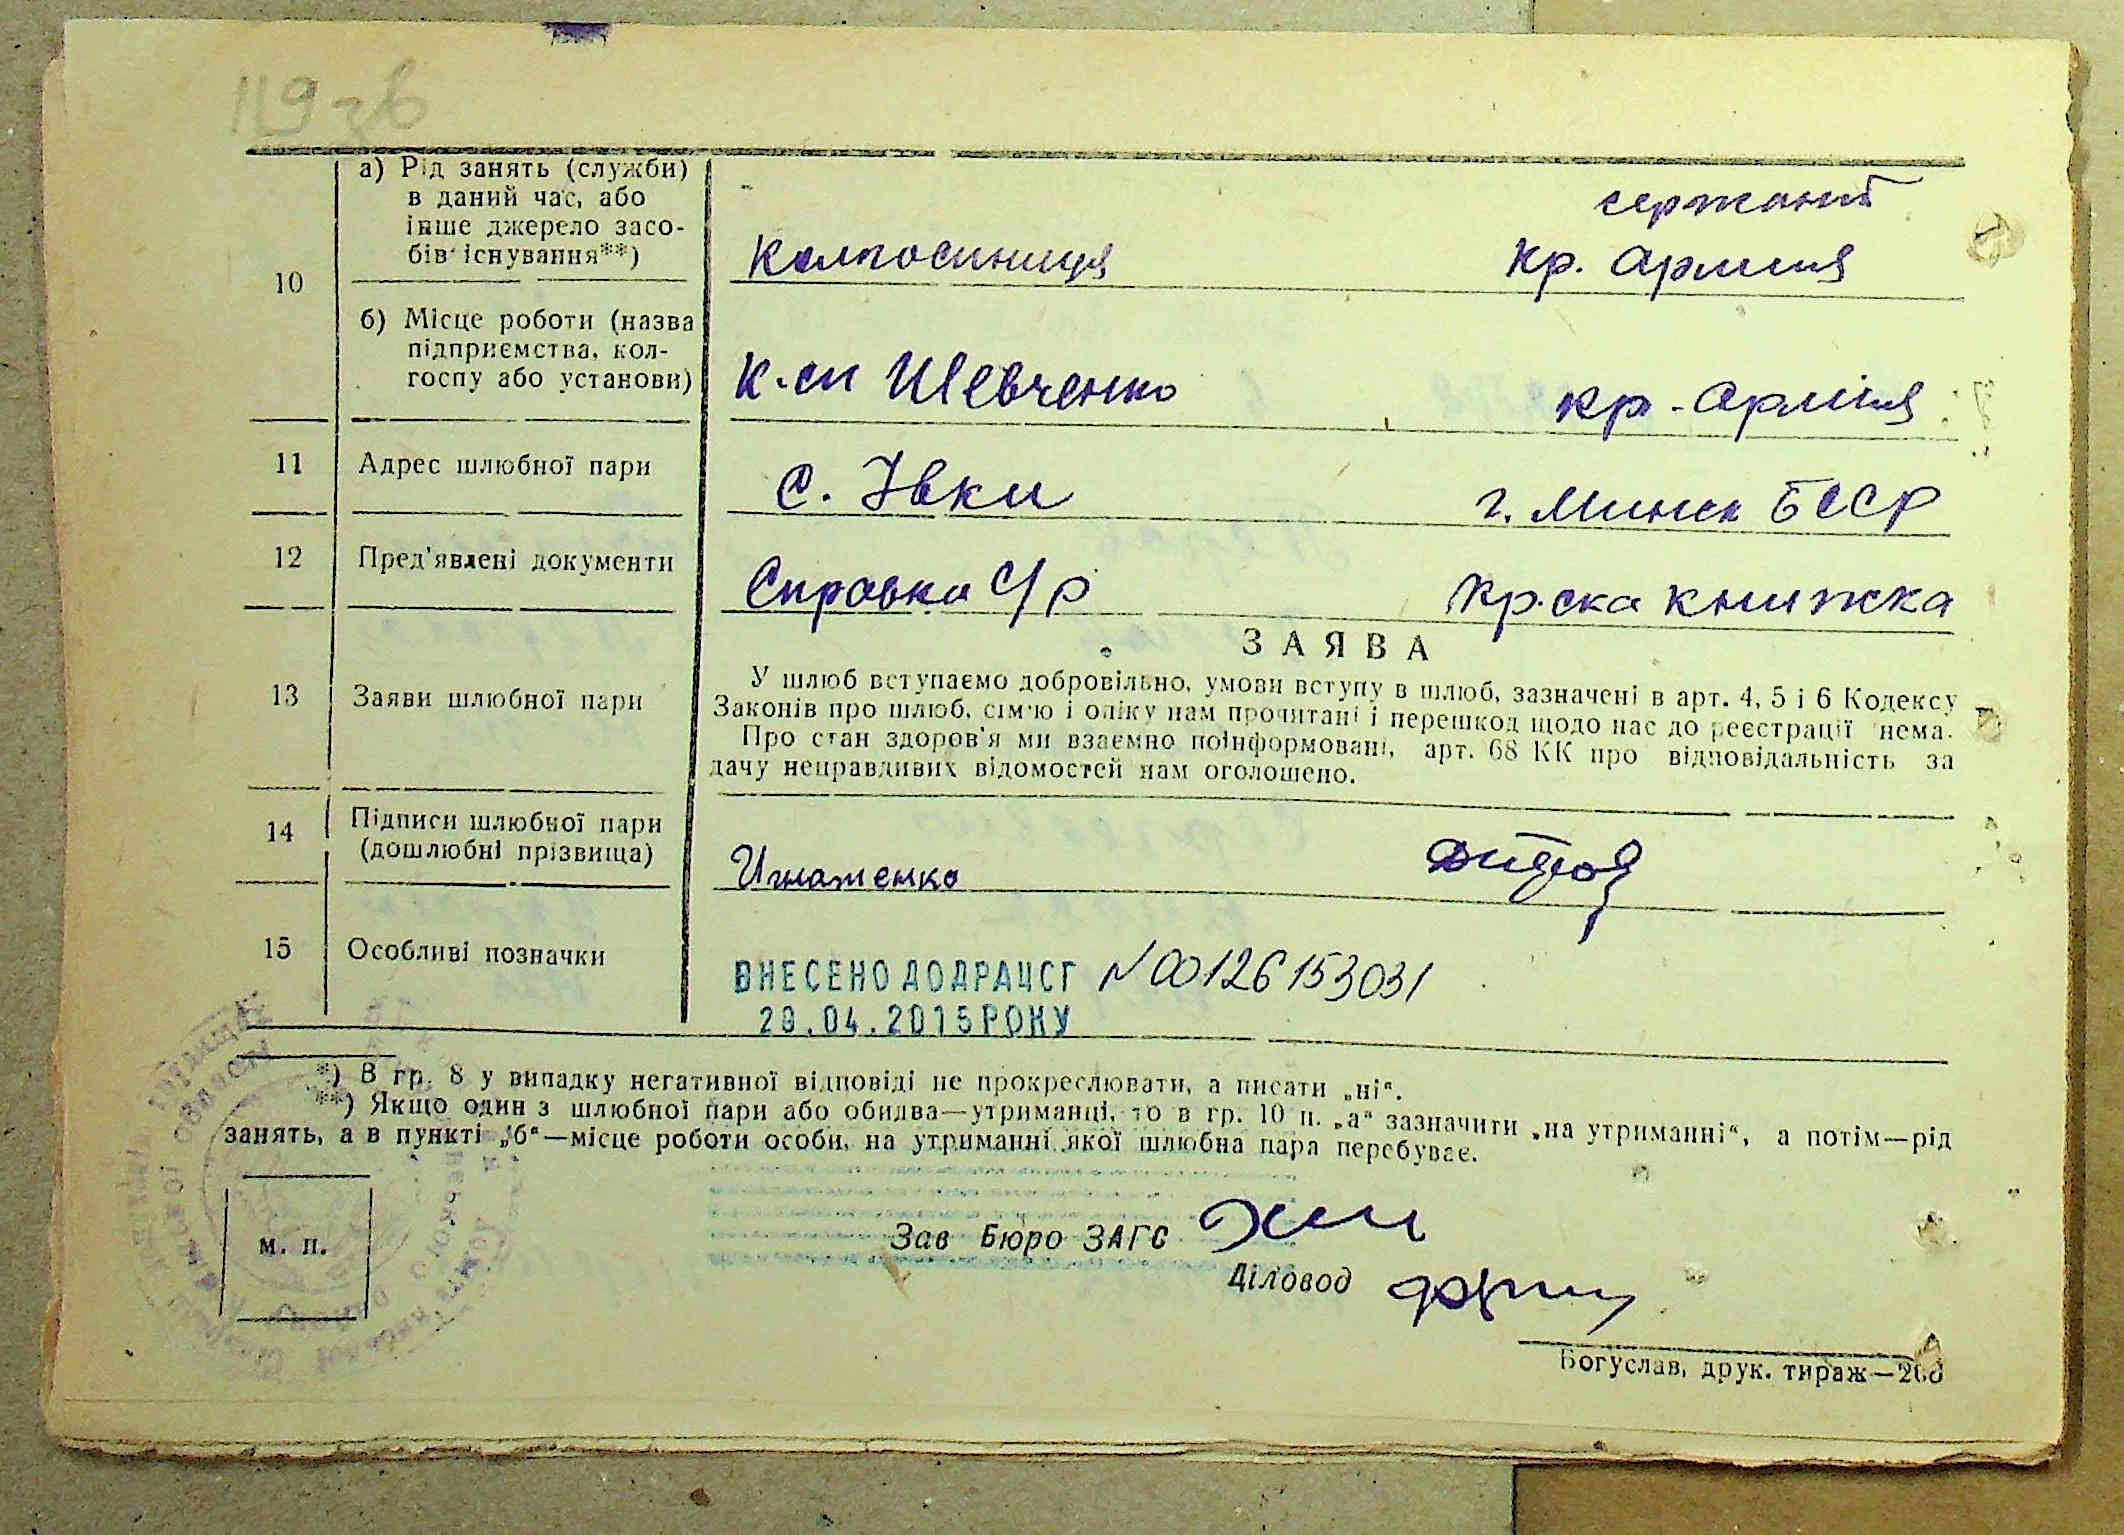 119 зв
10
а) Рід занять (служби)
в даний час, або
інше джерело засо-
бів існування**)
Колгоспниця
сержант
Кр. Армия
б) Місце роботи (назва
підприємства, кол-
госпу або установи)
К-сп Шевченко
Кр-Армия
11
Адрес шлюбної пари
С. Івки
г. Минск БССР
12
Пред'явлені документи
Справка С/р
Кр.ска книжка
ЗАЯВА
13
Заяви шлюбної пари
У шлюб вступаємо добровільно, умови вступу в шлюб, зазначені в арт. 4, 5 і 6 Кодексу
Законів про шлюб, сім'ю і опіку нам прочитані і перешкод щодо нас до реєстрації нема.
Про стан здоров'я ми взаємно поінформовані, арт. 68 КК про відповідальність за
дачу неправдивих відомостей нам оголошено.
14
Підписи шлюбної пари
(дошлюбні прізвища)
Игнатенко
15
Особливі позначки
ВНЕСЕНО ДО ДРАЦСГ N 00126153031
29.04.2015 РОКУ
*) В гр. 8 у випадку негативної відповіді не прокреслювати, а писати „ні“.
**) Якщо один з шлюбної пари або обидва—утриманці, то в гр. 10 п. „а“ зазначити „на утриманні“, а потім—рід
занять, а в пункті „б“—місце роботи особи, на утриманні якої шлюбна пара перебуває.
м. п.
Зав Бюро ЗАГС
Діловод
Богуслав, друк. тираж—200